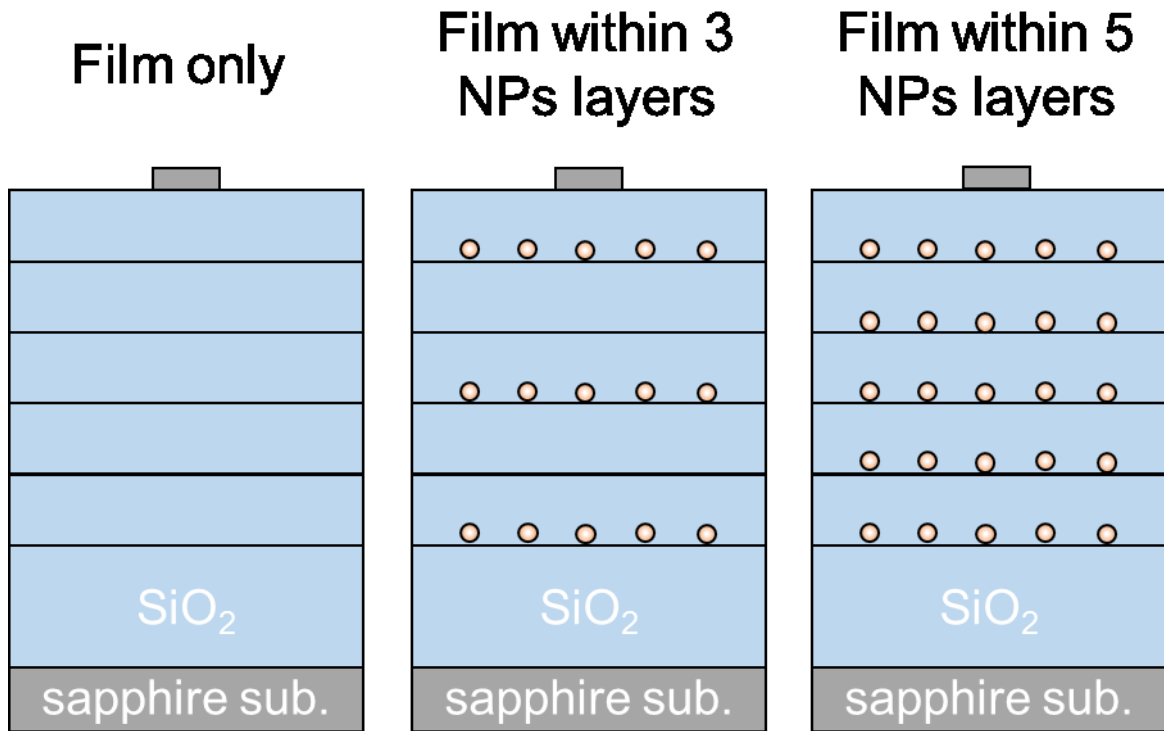 Film only
Film within 3
NPs layers
Film within 5
NPs layers
SiO₂
SiO₂
SiO₂
sapphire sub.
sapphire sub.
sapphire sub.